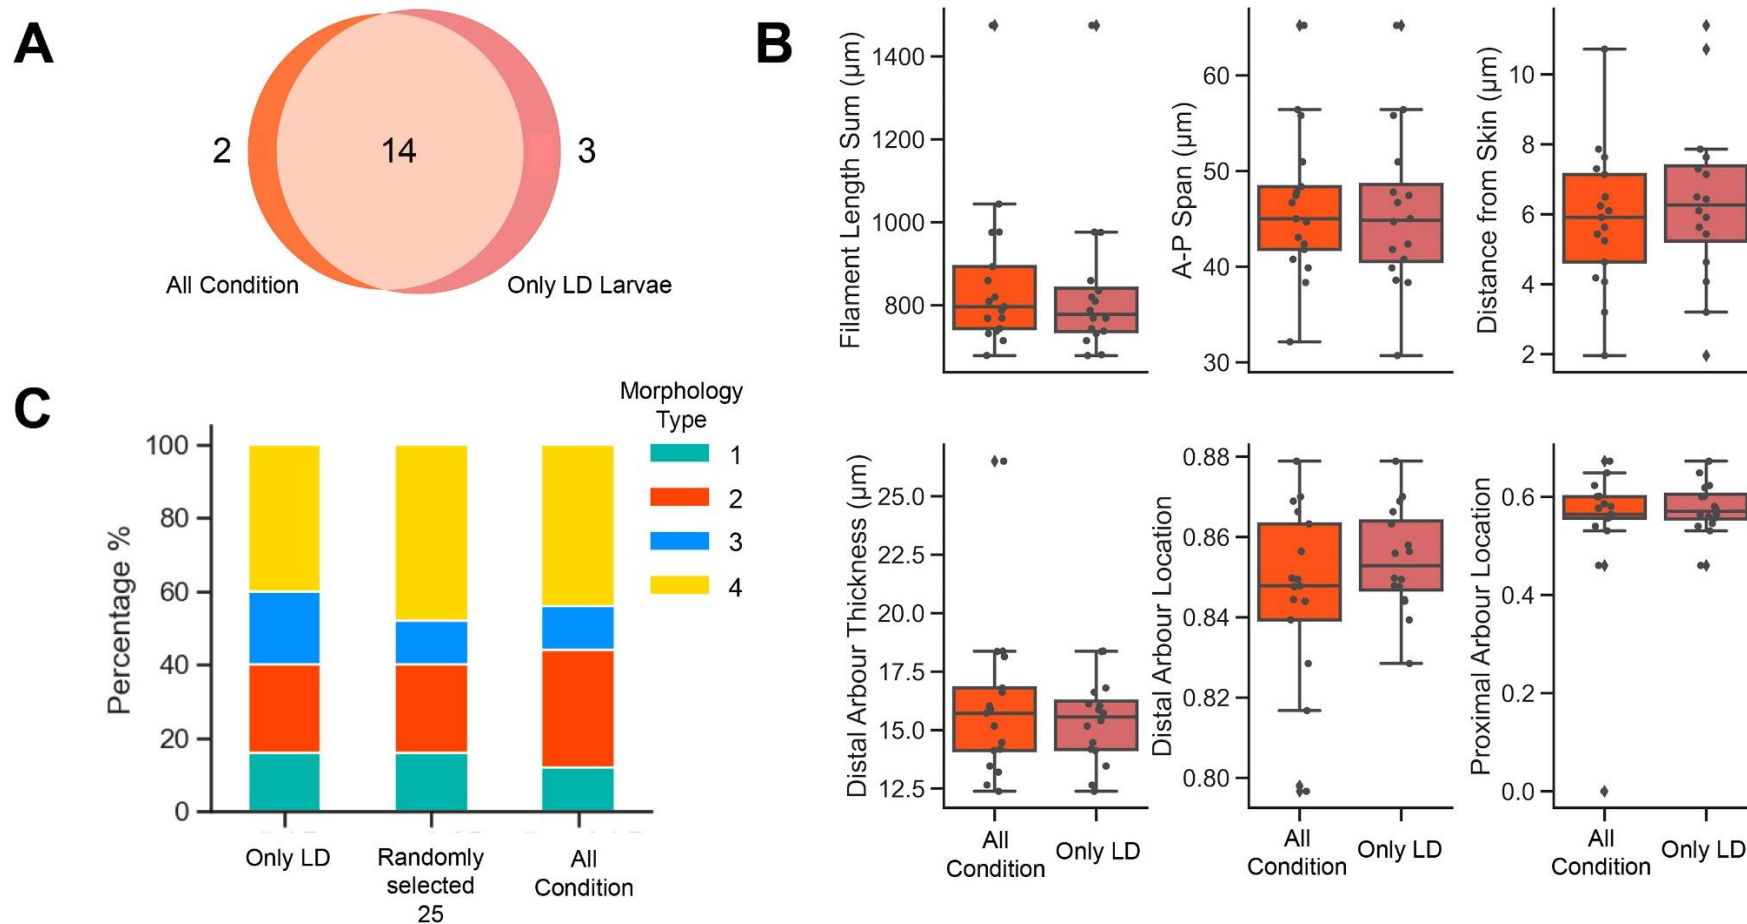 A
2
14
3
All Condition
Only LD Larvae
B
Filament Length Sum (μm)
1400
1200
1000
800
A-P Span (μm)
60
50
40
30
Distance from Skin (μm)
10
8
6
4
2
C
Morphology
Type
1
2
3
4
Percentage %
100
80
60
40
20
0
Only LD
Randomly
selected
25
All
Condition
Distal Arbour Thickness (μm)
25.0
22.5
20.0
17.5
15.0
12.5
All
Condition
Only LD
Distal Arbour Location
0.88
0.86
0.84
0.82
0.80
All
Condition
Only LD
Proximal Arbour Location
0.6
0.4
0.2
0.0
All
Condition
Only LD